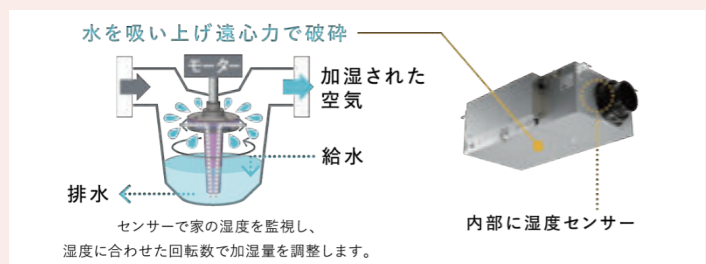 水を吸い上げ遠心力で破砕
モーター
加湿された
空気
給水
排水
センサーで家の湿度を監視し、
湿度に合わせた回転数で加湿量を調整します。
内部に湿度センサー